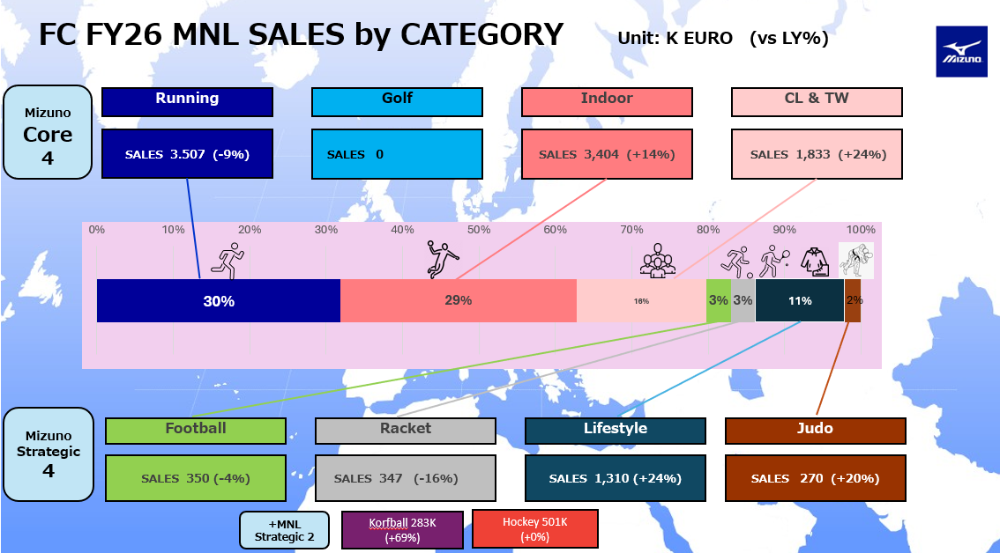 FC FY26 MNL SALES by CATEGORY
Unit: K EURO (vs LY%)
MIZUNO
Mizuno
Core
4
Running
Golf
Indoor
CL & TW
SALES 3.507 (-9%)
SALES 0
SALES 3,404 (+14%)
SALES 1,833 (+24%)
0% 10% 20% 30% 40% 50% 60% 70% 80% 90% 100%
30% 29% 16% 3% 3% 11% 2%
Mizuno
Strategic
4
Football
Racket
Lifestyle
Judo
SALES 350 (-4%)
SALES 347 (-16%)
SALES 1,310 (+24%)
SALES 270 (+20%)
+MNL
Strategic 2
Korfball 283K
(+69%)
Hockey 501K
(+0%)